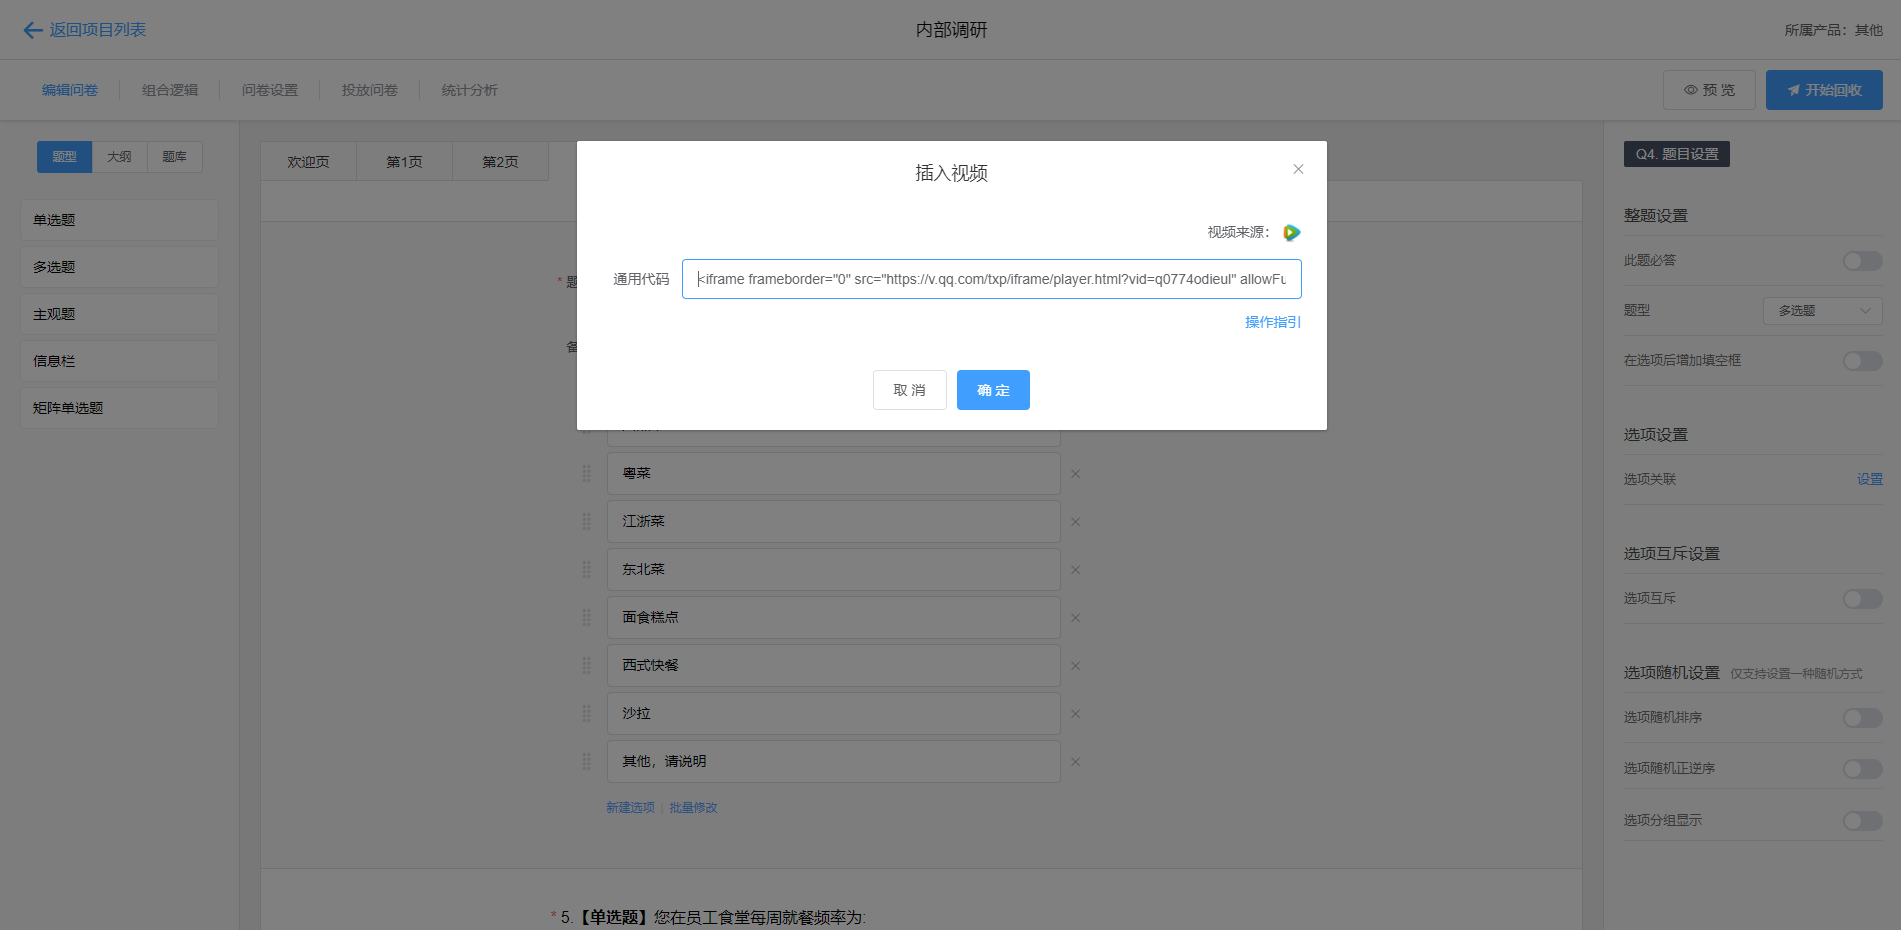 返回项目列表
内部调研
所属产品：其他
编辑问卷
组合逻辑
问卷设置
投放问卷
统计分析
预 览
开始回收
题型
大纲
题库
单选题
多选题
主观题
信息栏
矩阵单选题
欢迎页
第1页
第2页
* 题
备
插入视频
视频来源：
通用代码
<iframe frameborder="0" src="https://v.qq.com/txp/iframe/player.html?vid=q0774odieul" allowFu
操作指引
取 消
确 定
粤菜
江浙菜
东北菜
面食糕点
西式快餐
沙拉
其他，请说明
新建选项 | 批量修改
* 5.【单选题】您在员工食堂每周就餐频率为:
Q4. 题目设置
整题设置
此题必答
题型
多选题
在选项后增加填空框
选项设置
选项关联
设置
选项互斥设置
选项互斥
选项随机设置 仅支持设置一种随机方式
选项随机排序
选项随机正逆序
选项分组显示